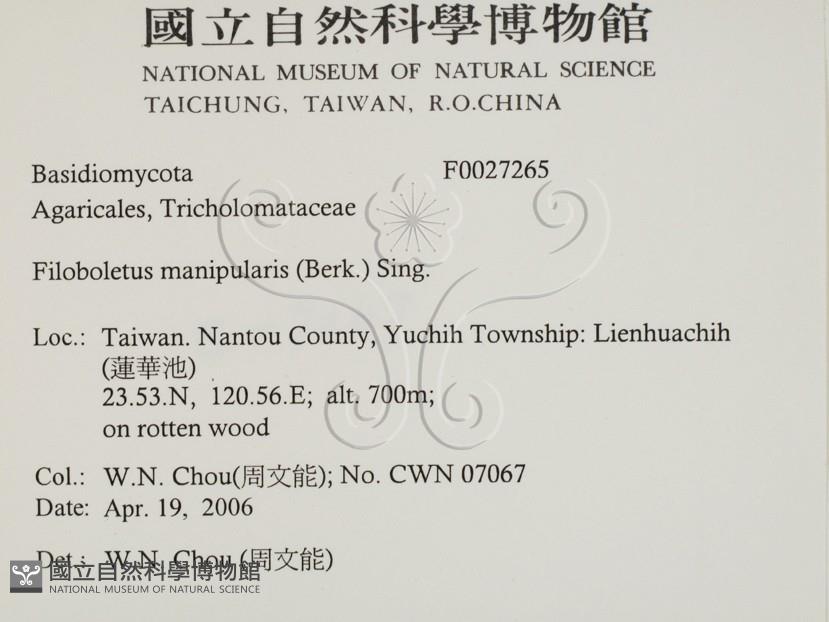 國立自然科學博物館
NATIONAL MUSEUM OF NATURAL SCIENCE
TAICHUNG, TAIWAN, R.O.CHINA
Basidiomycota F0027265
Agaricales, Tricholomataceae
Filoboletus manipularis (Berk.) Sing.
Loc.: Taiwan. Nantou County, Yuchih Township: Lienhuachih
(蓮華池)
23.53.N, 120.56.E; alt. 700m;
on rotten wood
Col.: W.N. Chou(周文能); No. CWN 07067
Date: Apr. 19, 2006
Det.: W.N. Chou (周文能)
國立自然科學博物館
NATIONAL MUSEUM OF NATURAL SCIENCE